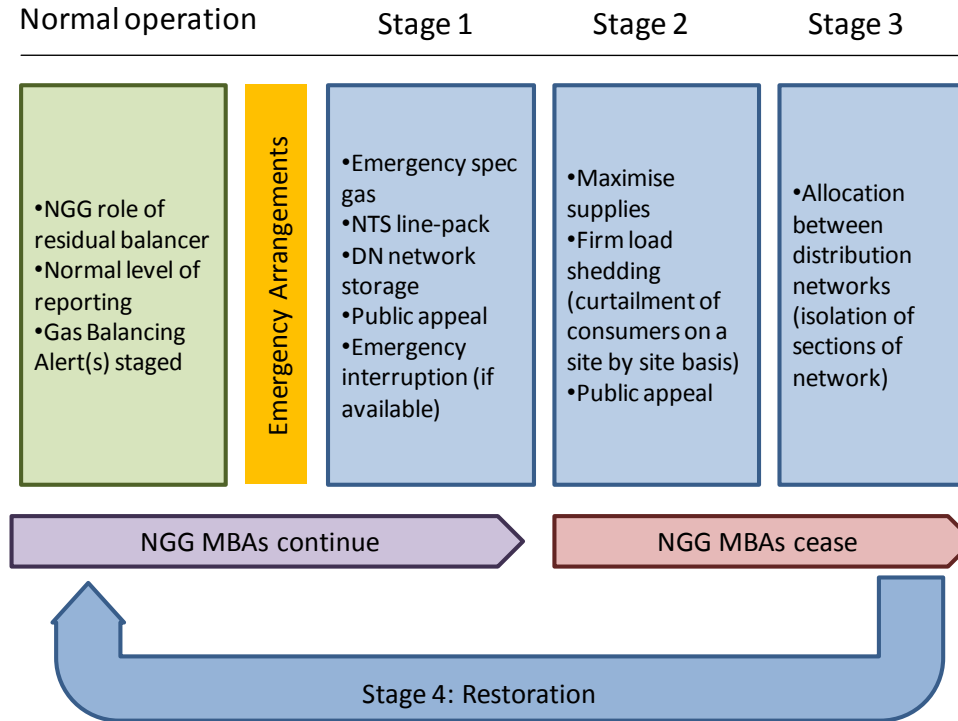 Normal operation
Stage 1
Stage 2
Stage 3
•NGG role of
residual balancer
•Normal level of
reporting
•Gas Balancing
Alert(s) staged
Emergency Arrangements
•Emergency spec
gas
•NTS line-pack
•DN network
storage
•Public appeal
•Emergency
interruption (if
available)
•Maximise
supplies
•Firm load
shedding
(curtailment of
consumers on a
site by site basis)
•Public appeal
•Allocation
between
distribution
networks
(isolation of
sections of
network)
NGG MBAs continue
NGG MBAs cease
Stage 4: Restoration